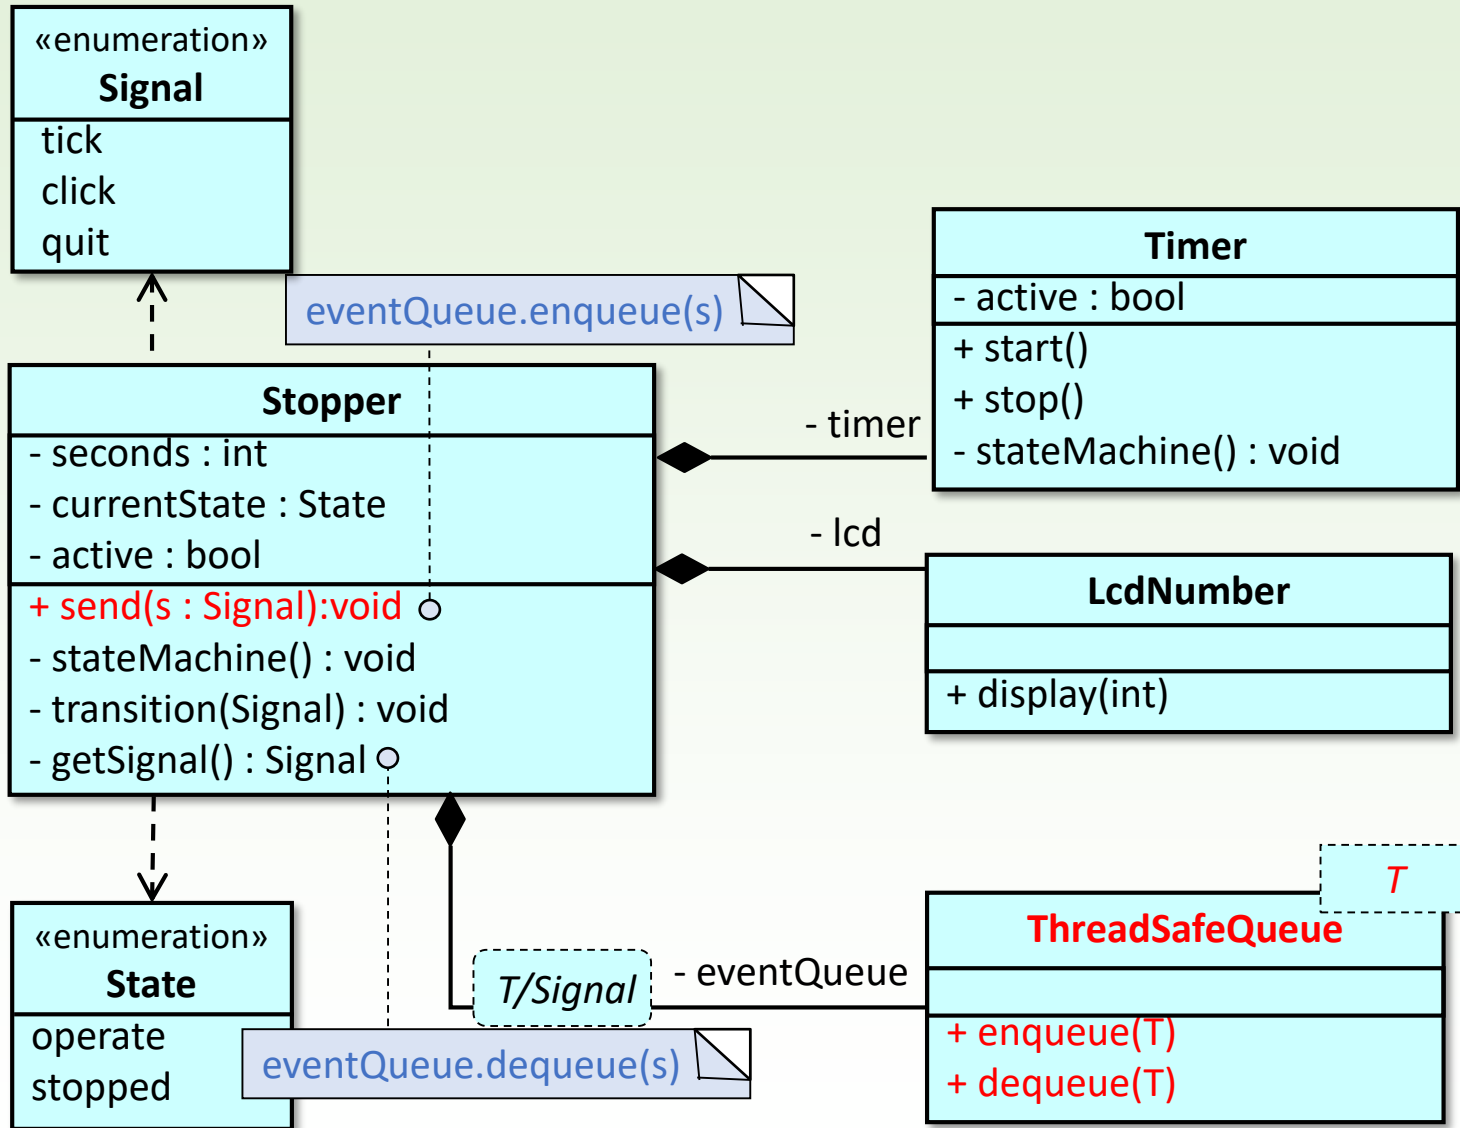 «enumeration»
Signal
tick
click
quit
eventQueue.enqueue(s)
Timer
- active : bool
+ start()
+ stop()
- stateMachine() : void
Stopper
- seconds : int
- currentState : State
- active : bool
+ send(s : Signal):void
- stateMachine() : void
- transition(Signal) : void
- getSignal() : Signal
- timer
- lcd
LcdNumber
+ display(int)
«enumeration»
State
operate
stopped
eventQueue.dequeue(s)
T/Signal
- eventQueue
T
ThreadSafeQueue
+ enqueue(T)
+ dequeue(T)